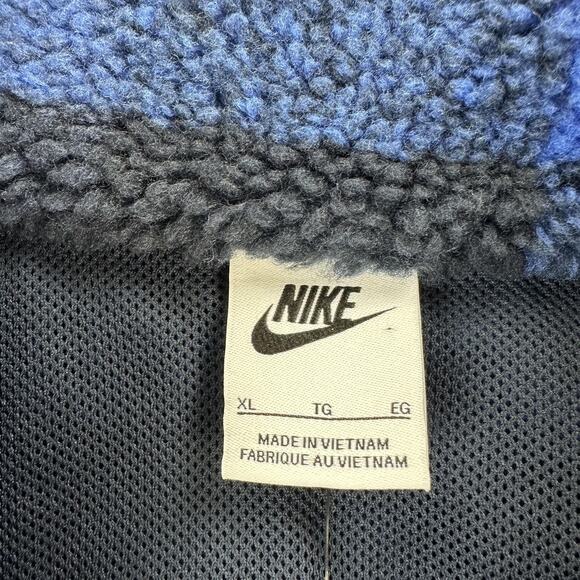 NIKE
XL TG EG
MADE IN VIETNAM
FABRIQUE AU VIETNAM